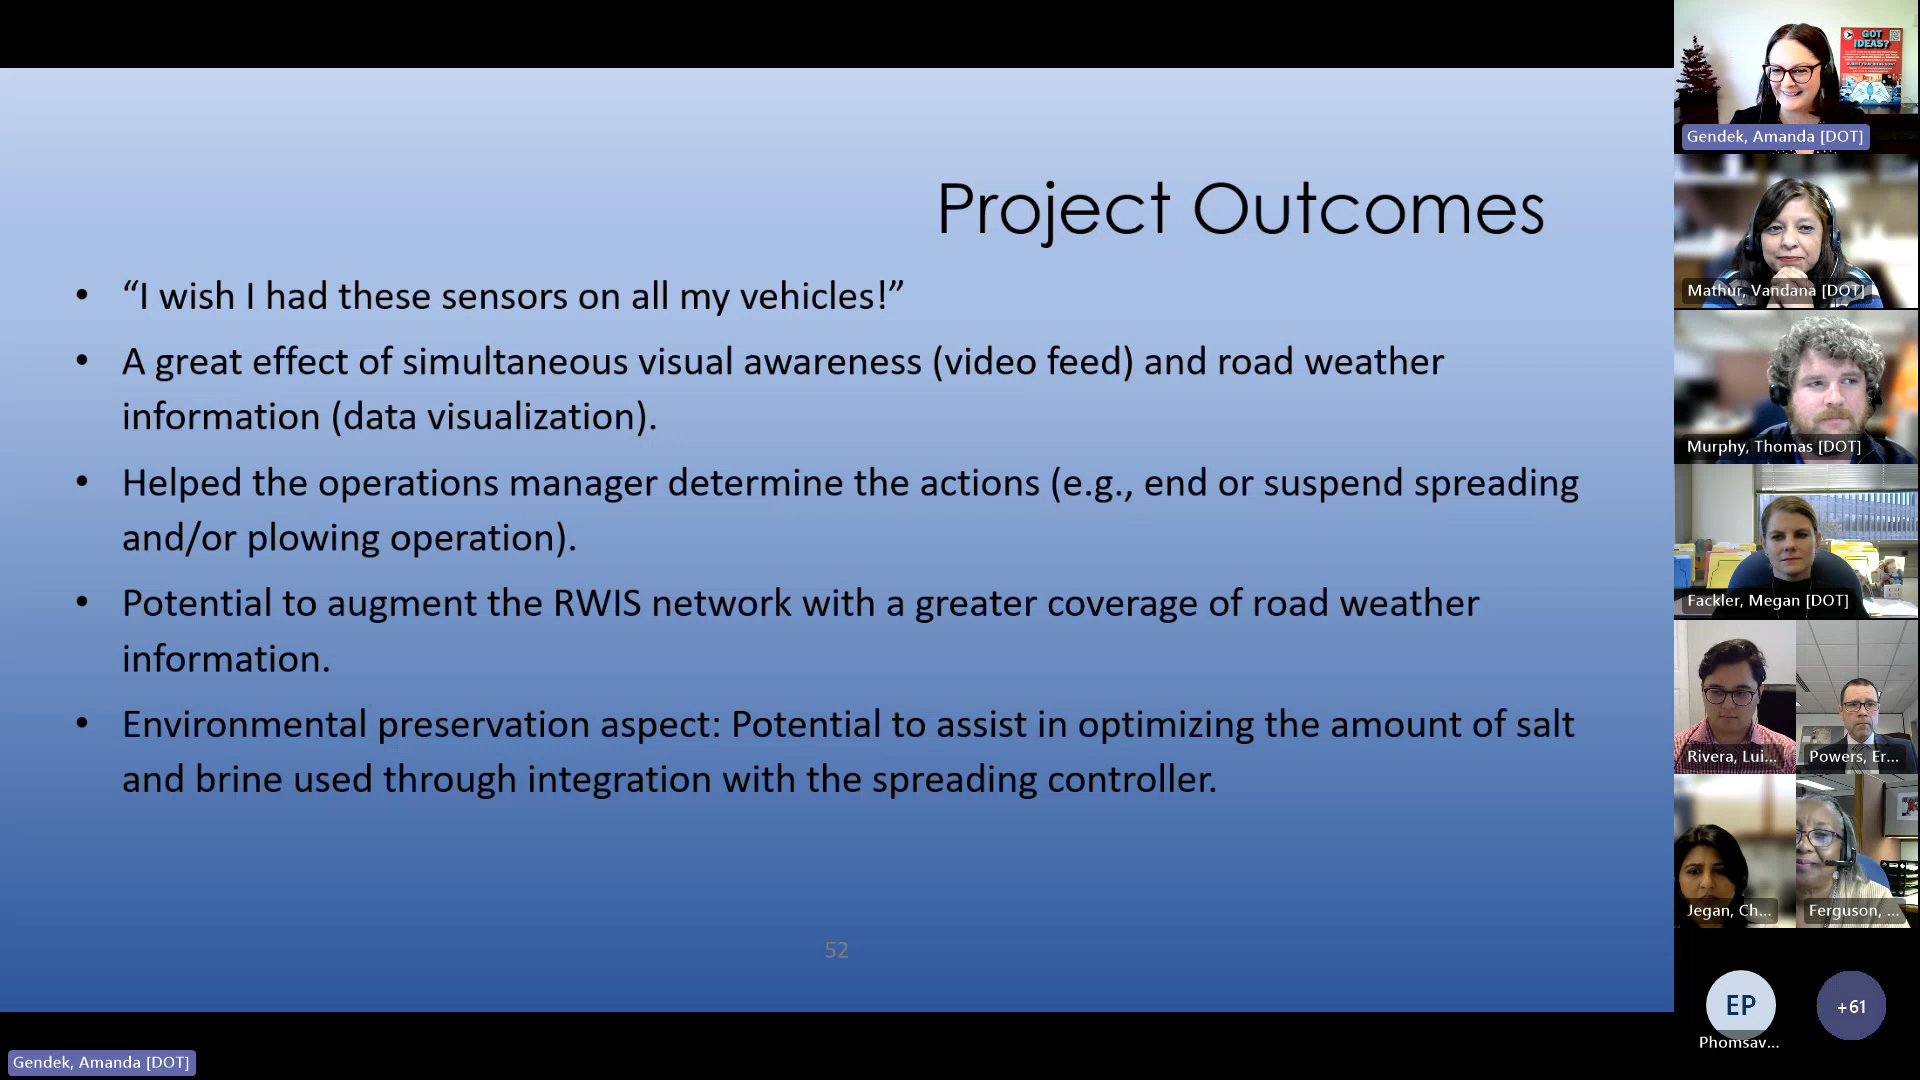 Project Outcomes
• “I wish I had these sensors on all my vehicles!”
• A great effect of simultaneous visual awareness (video feed) and road weather
information (data visualization).
• Helped the operations manager determine the actions (e.g., end or suspend spreading
and/or plowing operation).
• Potential to augment the RWIS network with a greater coverage of road weather
information.
• Environmental preservation aspect: Potential to assist in optimizing the amount of salt
and brine used through integration with the spreading controller.
52
Gendek, Amanda [DOT]
GOT
IDEAS?
Gendek, Amanda [DOT]
Mathur, Vandana [DOT]
Murphy, Thomas [DOT]
Fackler, Megan [DOT]
Rivera, Lui...
Powers, Er...
Jegan, Ch...
Ferguson, ...
EP
Phomsav...
+61